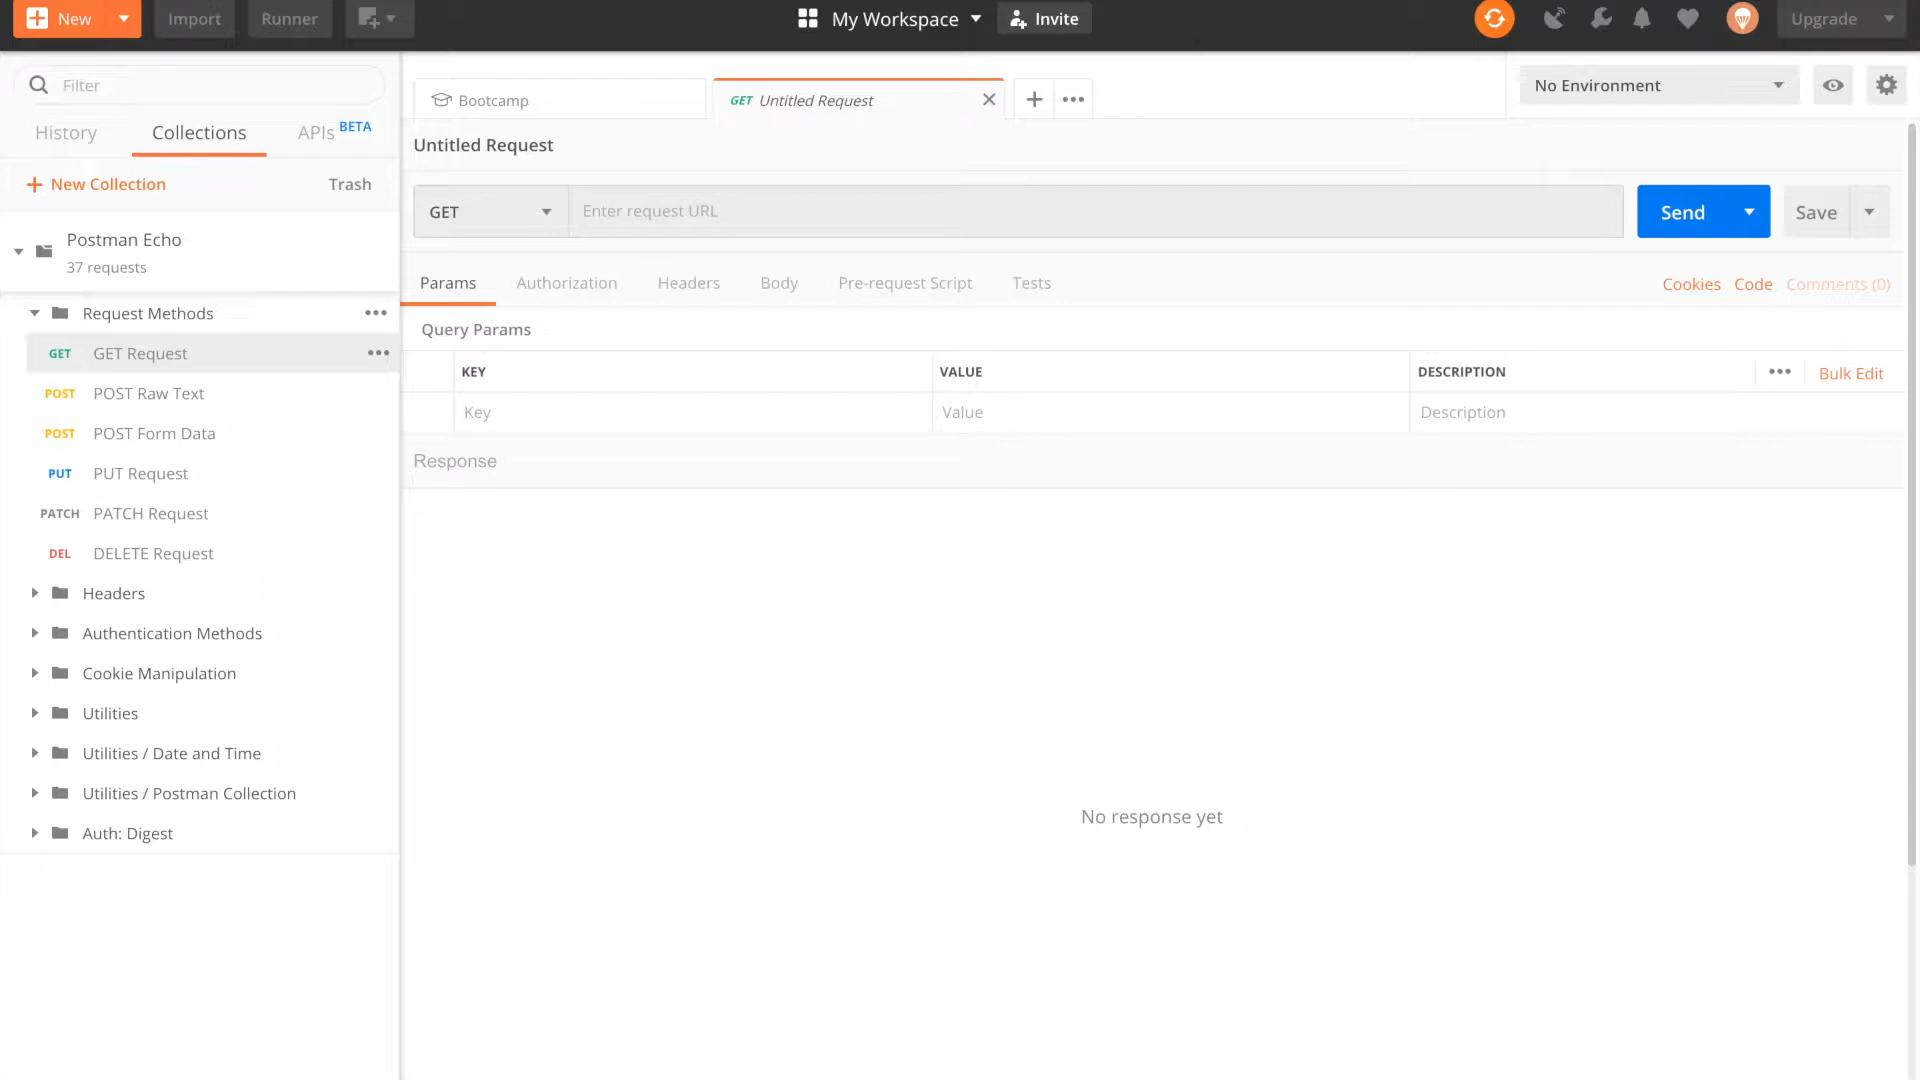 New Import Runner My Workspace Invite Upgrade
Filter
History Collections APIs BETA
New Collection Trash
Postman Echo
37 requests
Request Methods
GET GET Request
POST POST Raw Text
POST POST Form Data
PUT PUT Request
PATCH PATCH Request
DEL DELETE Request
Headers
Authentication Methods
Cookie Manipulation
Utilities
Utilities / Date and Time
Utilities / Postman Collection
Auth: Digest
Bootcamp GET Untitled Request No Environment
Untitled Request
GET Enter request URL Send Save
Params Authorization Headers Body Pre-request Script Tests Cookies Code Comments (0)
Query Params
KEY VALUE DESCRIPTION Bulk Edit
Key Value Description
Response
No response yet